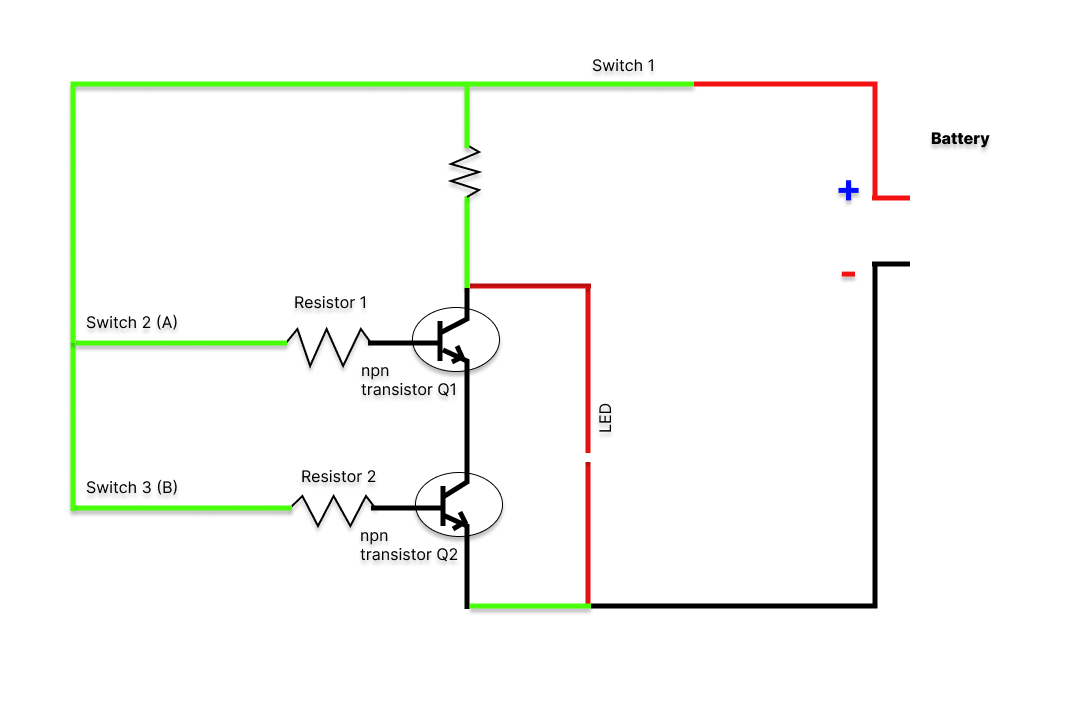 Switch 1
Battery
+
-
Resistor 1
Switch 2 (A)
npn
transistor Q1
LED
Resistor 2
Switch 3 (B)
npn
transistor Q2